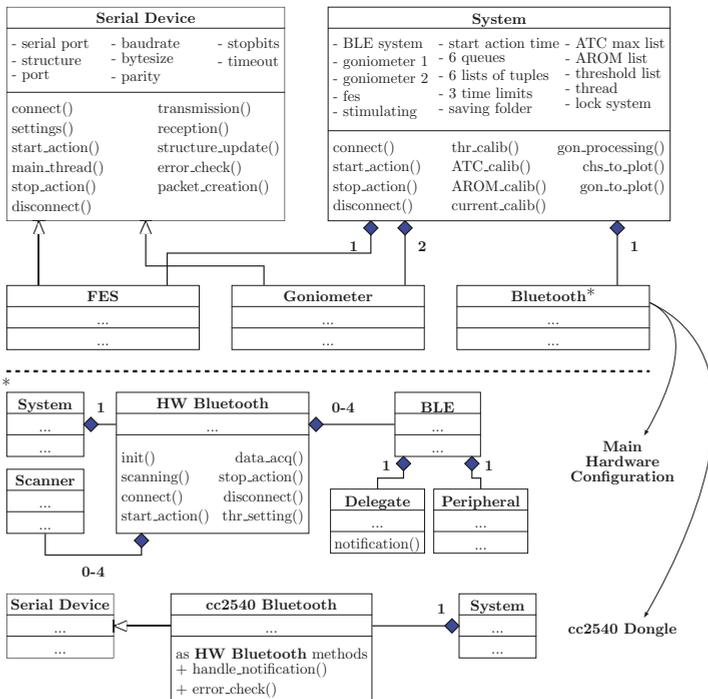 Serial Device
- serial port - baudrate - stopbits
- structure - bytesize - timeout
- port - parity
connect() transmission()
settings() reception()
start_action() structure_update()
main_thread() error_check()
stop_action() packet_creation()
disconnect()
System
- BLE system - start action time - ATC max list
- goniometer 1 - 6 queues - AROM list
- goniometer 2 - 6 lists of tuples - threshold list
- fes - 3 time limits - thread
- stimulating - saving folder - lock system
connect() thr_calib() gon_processing()
start_action() ATC_calib() chs_to_plot()
stop_action() AROM_calib() gon_to_plot()
disconnect() current_calib()
1 2 1
FES
...
...
Goniometer
...
...
Bluetooth*
...
...
*
System
...
...
1
HW Bluetooth
...
init() data_acq()
scanning() stop_action()
connect() disconnect()
start_action() thr_setting()
0-4
BLE
...
...
Scanner
...
...
0-4
1 1
Delegate
...
notification()
Peripheral
...
...
Main
Hardware
Configuration
Serial Device
...
...
cc2540 Bluetooth
...
as HW Bluetooth methods
+ handle_notification()
+ error_check()
1
System
...
...
cc2540 Dongle